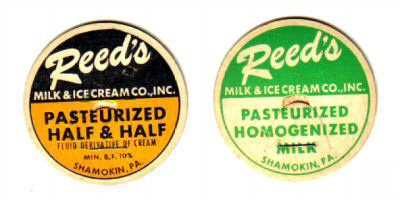 Reed's
MILK & ICE CREAM CO., INC.
PASTEURIZED
HALF & HALF
FLUID DERIVATIVE OF CREAM
MIN. B.F. 10%
SHAMOKIN, PA.
Reed's
MILK & ICE CREAM CO., INC.
PASTEURIZED
HOMOGENIZED
MILK
SHAMOKIN, PA.